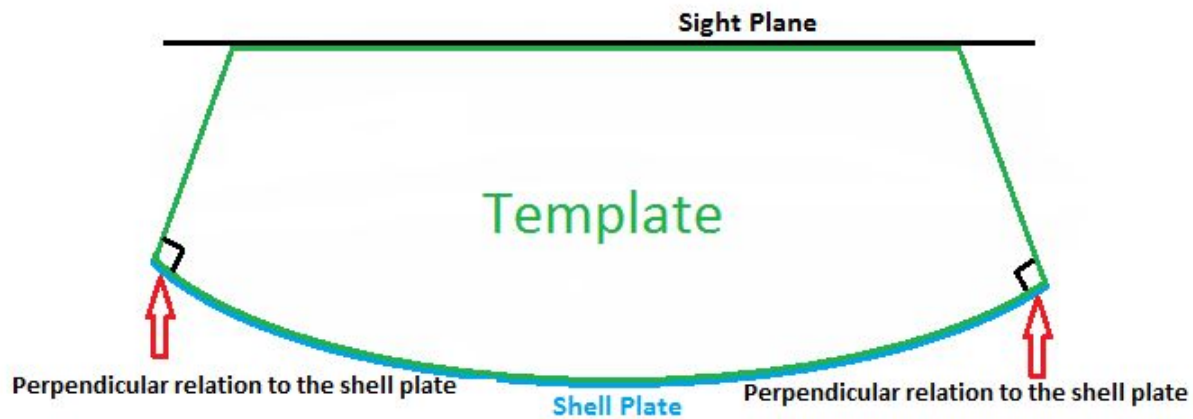 Sight Plane
Template
Perpendicular relation to the shell plate
Perpendicular relation to the shell plate
Shell Plate